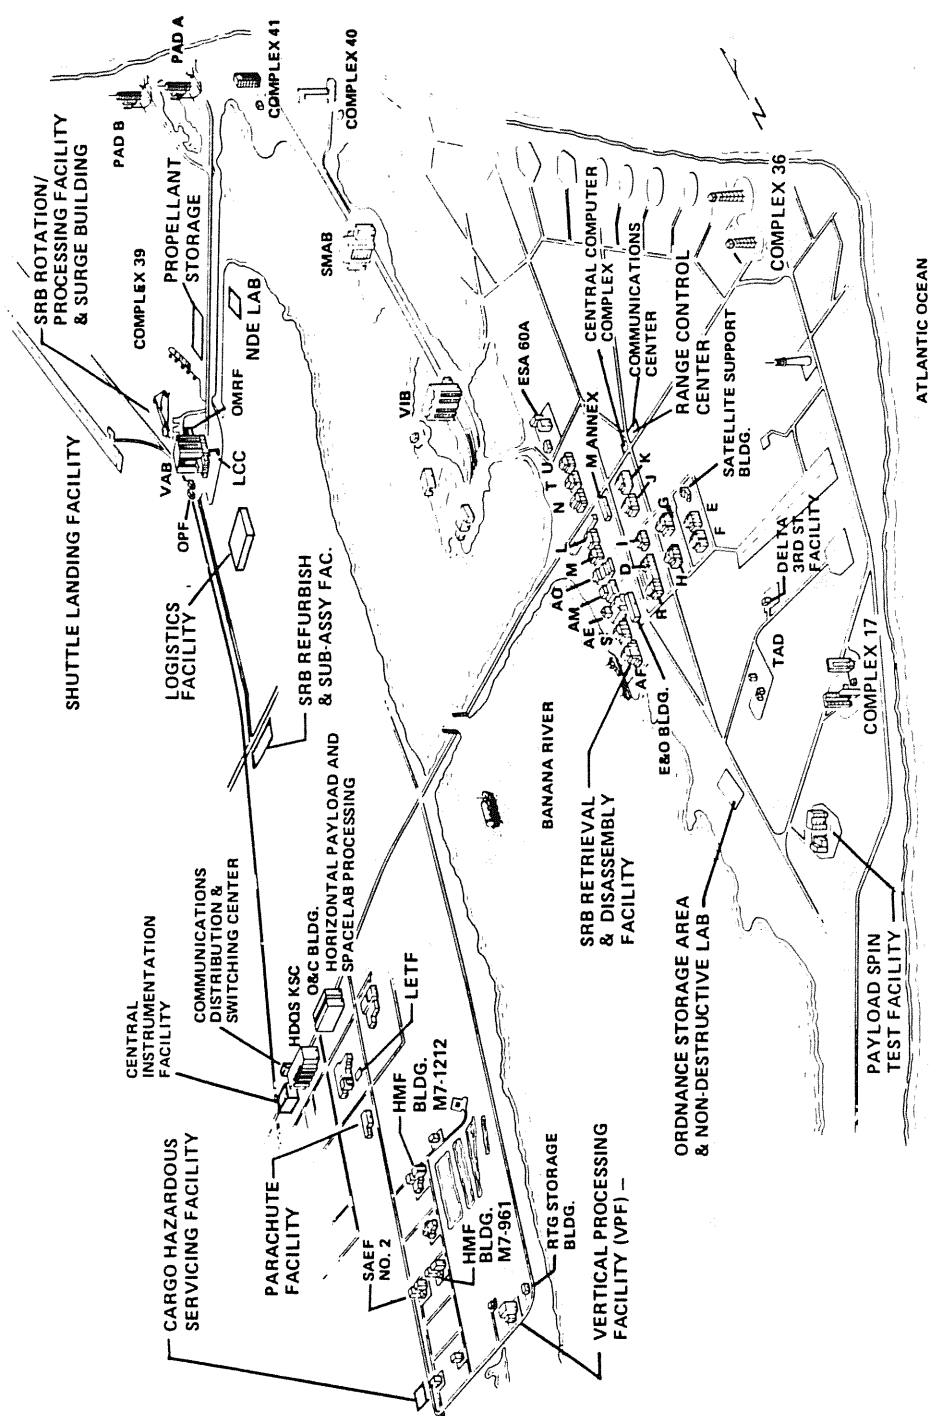 SHUTTLE LANDING FACILITY
SRB ROTATION/
PROCESSING FACILITY
& SURGE BUILDING
COMPLEX 39
PROPELLANT
STORAGE
PAD B
PAD A
COMPLEX 41
COMPLEX 40
VAB
OPF
OMRF
LCC
NDE LAB
LOGISTICS
FACILITY
SRB REFURBISH
& SUB-ASSY FAC.
SMAB
VIB
CENTRAL
INSTRUMENTATION
FACILITY
COMMUNICATIONS
DISTRIBUTION &
SWITCHING CENTER
HDQS KSC
O&C BLDG.
HORIZONTAL PAYLOAD AND
SPACELAB PROCESSING
LETF
CARGO HAZARDOUS
SERVICING FACILITY
PARACHUTE
FACILITY
SAEF
NO. 2
HMF
BLDG.
M7-1212
HMF
BLDG.
M7-961
RTG STORAGE
BLDG.
VERTICAL PROCESSING
FACILITY (VPF) –
BANANA RIVER
SRB RETRIEVAL
& DISASSEMBLY
FACILITY
ESA 60A
U
T
N
M ANNEX
L
M
AO
AM
AE
S
AF
E&O BLDG.
I
D
R
H
G
J
K
E
F
CENTRAL COMPUTER
COMPLEX
COMMUNICATIONS
CENTER
RANGE CONTROL
CENTER
SATELLITE SUPPORT
BLDG.
COMPLEX 36
N
DELTA
3RD ST.
FACILITY
TAD
COMPLEX 17
ORDNANCE STORAGE AREA
& NON-DESTRUCTIVE LAB
PAYLOAD SPIN
TEST FACILITY
ATLANTIC OCEAN